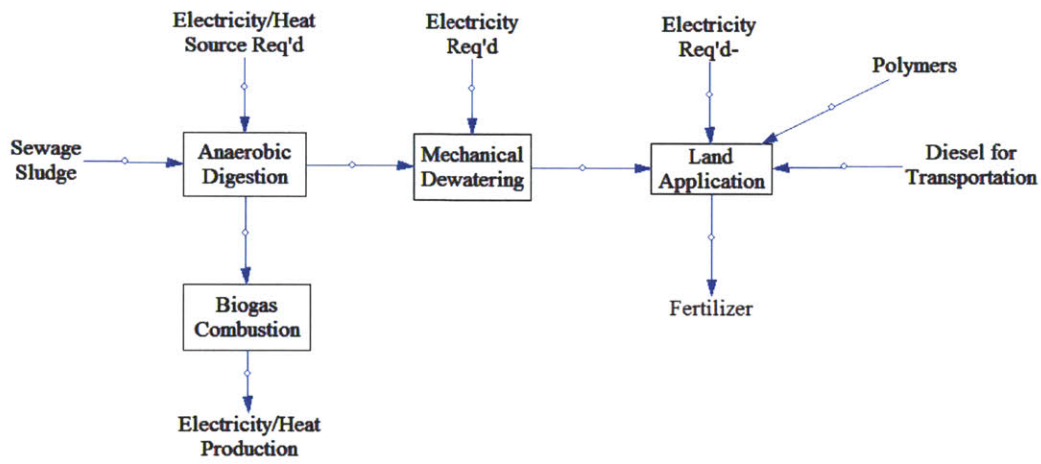 Electricity/Heat
Source Req'd
Electricity
Req'd
Electricity
Req'd-
Polymers
Sewage
Sludge
Anaerobic
Digestion
Mechanical
Dewatering
Land
Application
Diesel for
Transportation
Biogas
Combustion
Fertilizer
Electricity/Heat
Production